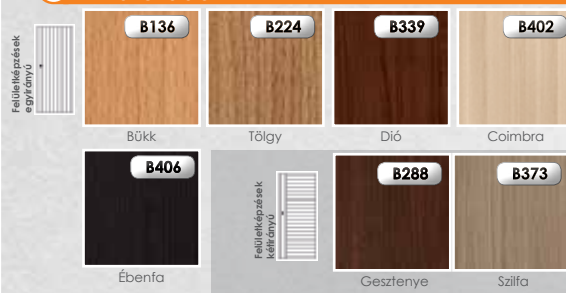 Felületképzések
egyirányú
B136
B224
B339
B402
Bükk
Tölgy
Dió
Coimbra
B406
Felületképzések
kétirányú
B288
B373
Ébenfa
Gesztenye
Szilfa